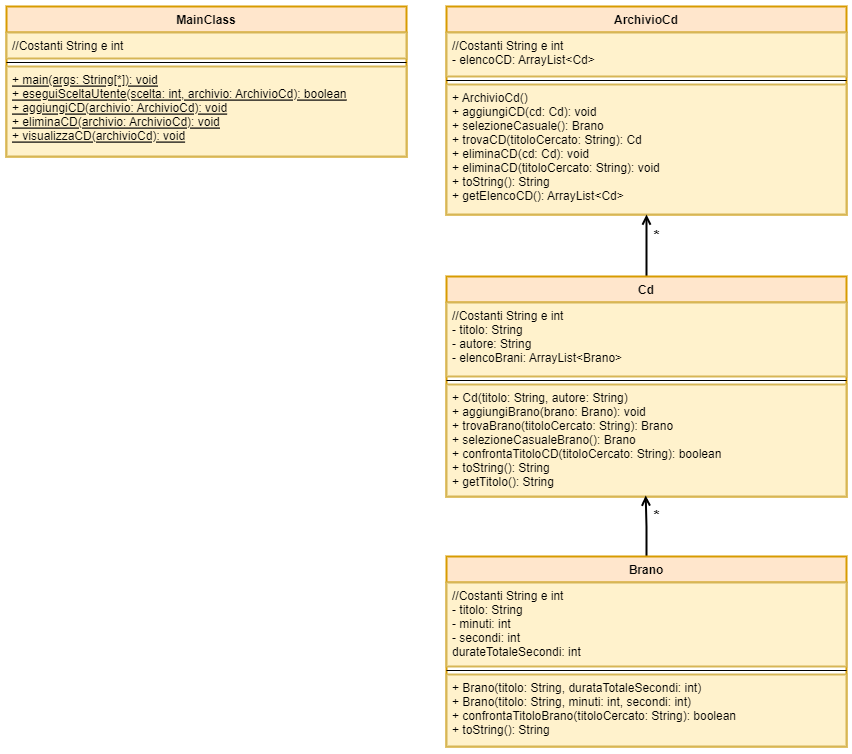 MainClass
//Costanti String e int
+ main(args: String[*]): void
+ eseguiSceltaUtente(scelta: int, archivio: ArchivioCd): boolean
+ aggiungiCD(archivio: ArchivioCd): void
+ eliminaCD(archivio: ArchivioCd): void
+ visualizzaCD(archivioCd): void
ArchivioCd
//Costanti String e int
- elencoCD: ArrayList<Cd>
+ ArchivioCd()
+ aggiungiCD(cd: Cd): void
+ selezioneCasuale(): Brano
+ trovaCD(titoloCercato: String): Cd
+ eliminaCD(cd: Cd): void
+ eliminaCD(titoloCercato: String): void
+ toString(): String
+ getElencoCD(): ArrayList<Cd>
*
Cd
//Costanti String e int
- titolo: String
- autore: String
- elencoBrani: ArrayList<Brano>
+ Cd(titolo: String, autore: String)
+ aggiungiBrano(brano: Brano): void
+ trovaBrano(titoloCercato: String): Brano
+ selezioneCasualeBrano(): Brano
+ confrontaTitoloCD(titoloCercato: String): boolean
+ toString(): String
+ getTitolo(): String
*
Brano
//Costanti String e int
- titolo: String
- minuti: int
- secondi: int
durateTotaleSecondi: int
+ Brano(titolo: String, durataTotaleSecondi: int)
+ Brano(titolo: String, minuti: int, secondi: int)
+ confrontaTitoloBrano(titoloCercato: String): boolean
+ toString(): String